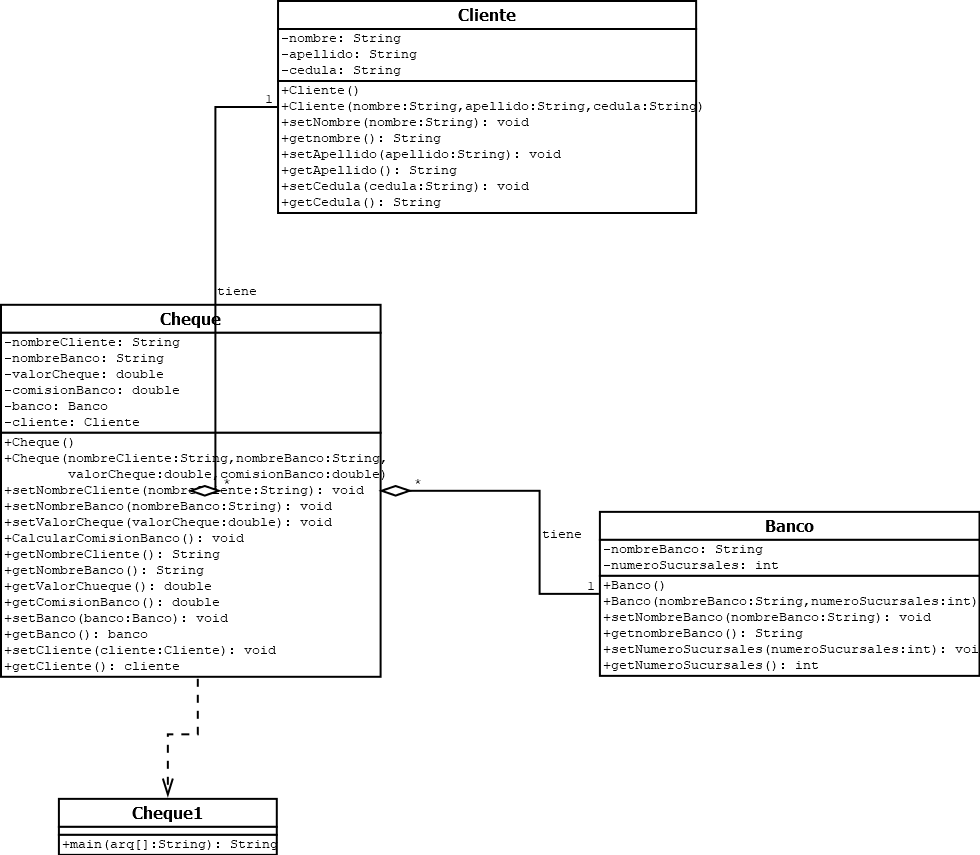 Cliente
-nombre: String
-apellido: String
-cedula: String
+Cliente()
+Cliente(nombre:String,apellido:String,cedula:String)
+setNombre(nombre:String): void
+getnombre(): String
+setApellido(apellido:String): void
+getApellido(): String
+setCedula(cedula:String): void
+getCedula(): String
1
tiene
Cheque
-nombreCliente: String
-nombreBanco: String
-valorCheque: double
-comisionBanco: double
-banco: Banco
-cliente: Cliente
+Cheque()
+Cheque(nombreCliente:String,nombreBanco:String,
valorCheque:double,comisionBanco:double)
+setNombreCliente(nombreCliente:String): void
+setNombreBanco(nombreBanco:String): void
+setValorCheque(valorCheque:double): void
+CalcularComisionBanco(): void
+getNombreCliente(): String
+getNombreBanco(): String
+getValorChueque(): double
+getComisionBanco(): double
+setBanco(banco:Banco): void
+getBanco(): banco
+setCliente(cliente:Cliente): void
+getCliente(): cliente
*
*
tiene
1
Banco
-nombreBanco: String
-numeroSucursales: int
+Banco()
+Banco(nombreBanco:String,numeroSucursales:int)
+setNombreBanco(nombreBanco:String): void
+getnombreBanco(): String
+setNumeroSucursales(numeroSucursales:int): voi
+getNumeroSucursales(): int
Cheque1
+main(arq[]:String): String